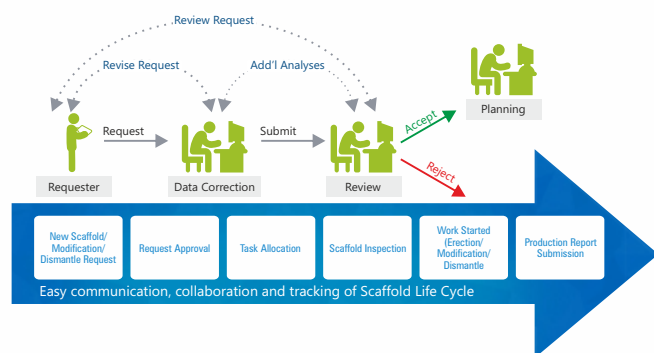 Review Request
Revise Request
Add'l Analyses
Request
Submit
Accept
Reject
Planning
Requester
Data Correction
Review
New Scaffold/
Modification/
Dismantle Request
Request Approval
Task Allocation
Scaffold Inspection
Work Started
(Erection/
Modification/
Dismantle
Production Report
Submission
Easy communication, collaboration and tracking of Scaffold Life Cycle